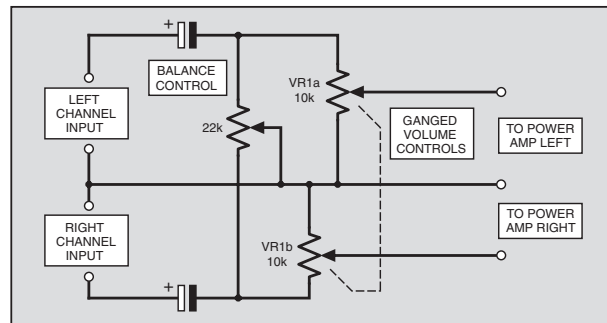 +
BALANCE
CONTROL
VR1a
10k
LEFT
CHANNEL
INPUT
22k
GANGED
VOLUME
CONTROLS
TO POWER
AMP LEFT
RIGHT
CHANNEL
INPUT
VR1b
10k
TO POWER
AMP RIGHT
+